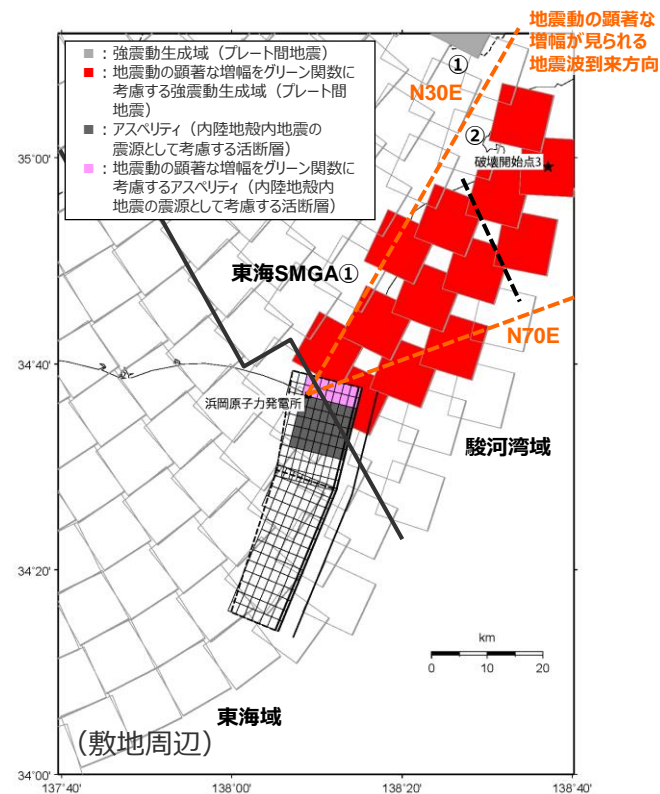 地震動の顕著な
増幅が見られる
地震波到来方向
■：強震動生成域（プレート間地震）
■：地震動の顕著な増幅をグリーン関数に
考慮する強震動生成域（プレート間
地震）
■：アスペリティ（内陸地殻内地震の
震源として考慮する活断層）
■：地震動の顕著な増幅をグリーン関数に
考慮するアスペリティ（内陸地殻内
地震の震源として考慮する活断層）
①
N30E
②
破壊開始点3
35°00'
東海SMGA①
N70E
34°40'
浜岡原子力発電所
駿河湾域
34°20'
km
0 10 20
東海域
（敷地周辺）
34°00'
137°40' 138°00' 138°20' 138°40'